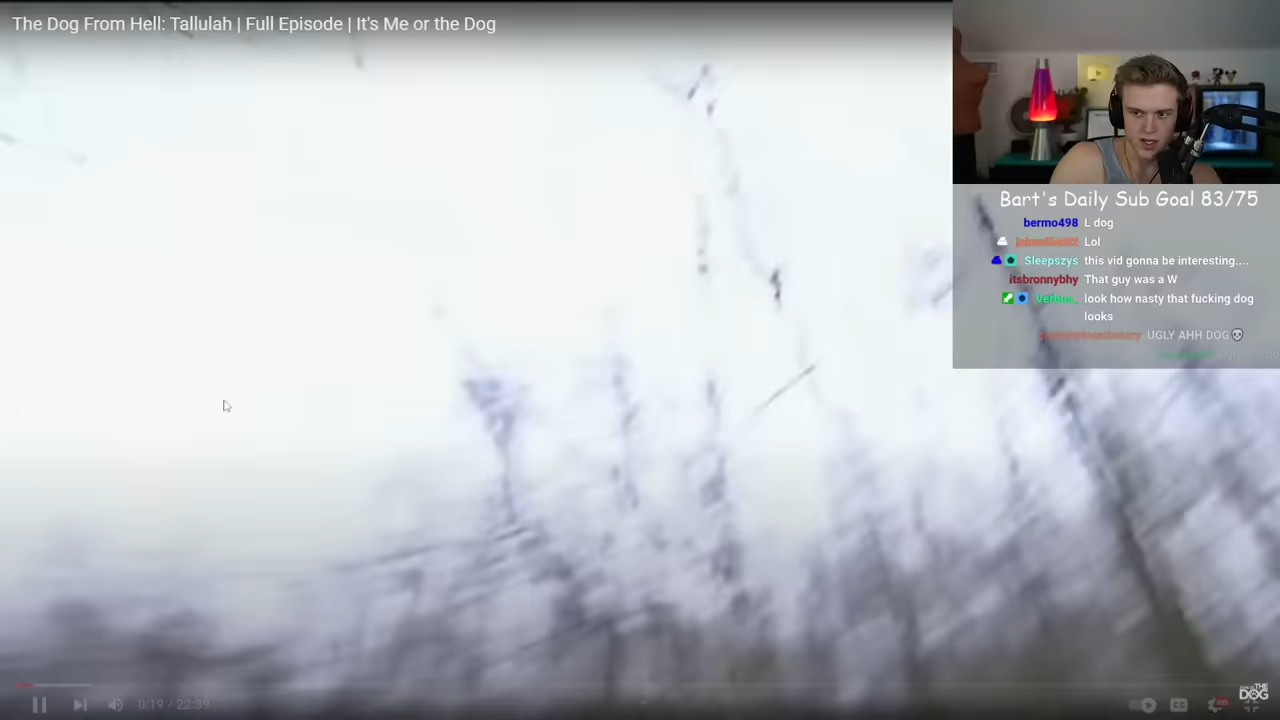 The Dog From Hell: Tallulah | Full Episode | It's Me or the Dog
Bart's Daily Sub Goal 83/75
bermo498 L dog
Lol
Sleepszys this vid gonna be interesting....
itsbronnybhy That guy was a W
look how nasty that fucking dog
looks
UGLY AHH DOG💀
0:19 / 22:39
CC
HD
THE
DOG